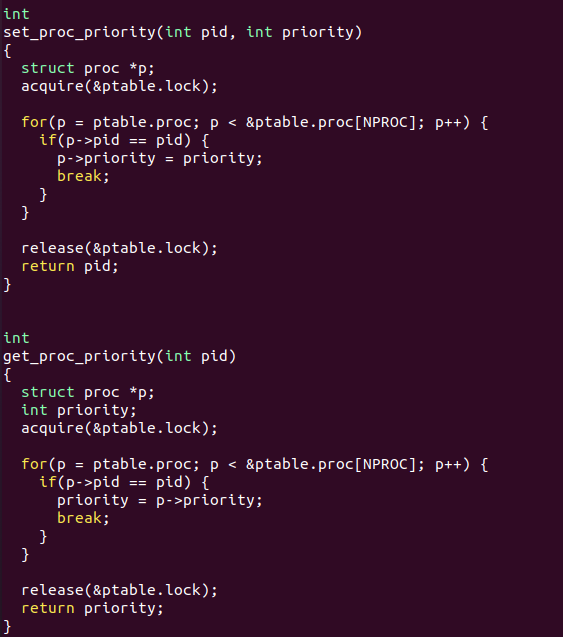 int
set_proc_priority(int pid, int priority)
{
  struct proc *p;
  acquire(&ptable.lock);

  for(p = ptable.proc; p < &ptable.proc[NPROC]; p++) {
    if(p->pid == pid) {
      p->priority = priority;
      break;
    }
  }

  release(&ptable.lock);
  return pid;
}


int
get_proc_priority(int pid)
{
  struct proc *p;
  int priority;
  acquire(&ptable.lock);

  for(p = ptable.proc; p < &ptable.proc[NPROC]; p++) {
    if(p->pid == pid) {
      priority = p->priority;
      break;
    }
  }

  release(&ptable.lock);
  return priority;
}